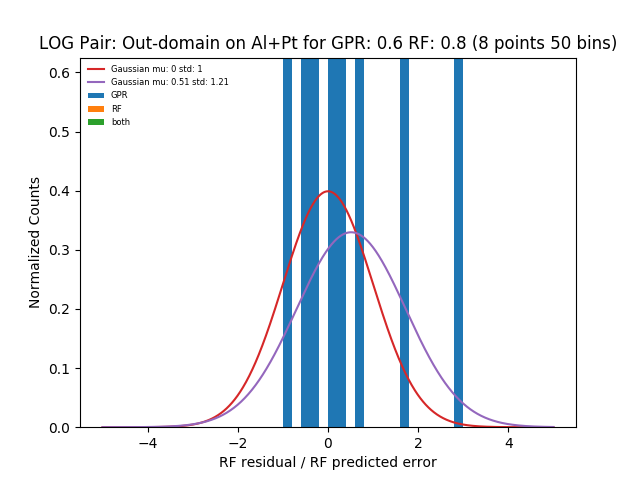 LOG Pair: Out-domain on Al+Pt for GPR: 0.6 RF: 0.8 (8 points 50 bins)
Gaussian mu: 0 std: 1
Gaussian mu: 0.51 std: 1.21
GPR
RF
both
0.6
0.5
0.4
0.3
0.2
0.1
0.0
Normalized Counts
−4
−2
0
2
4
RF residual / RF predicted error